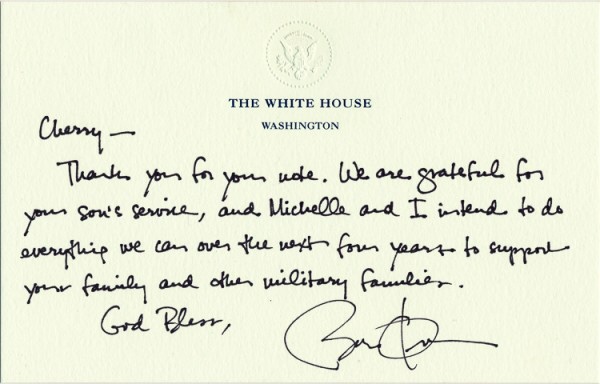 THE WHITE HOUSE
WASHINGTON
Cherry—
Thank you for your note. We are grateful for
your son's service, and Michelle and I intend to do
everything we can over the next four years to support
your family and other military families.
God Bless,